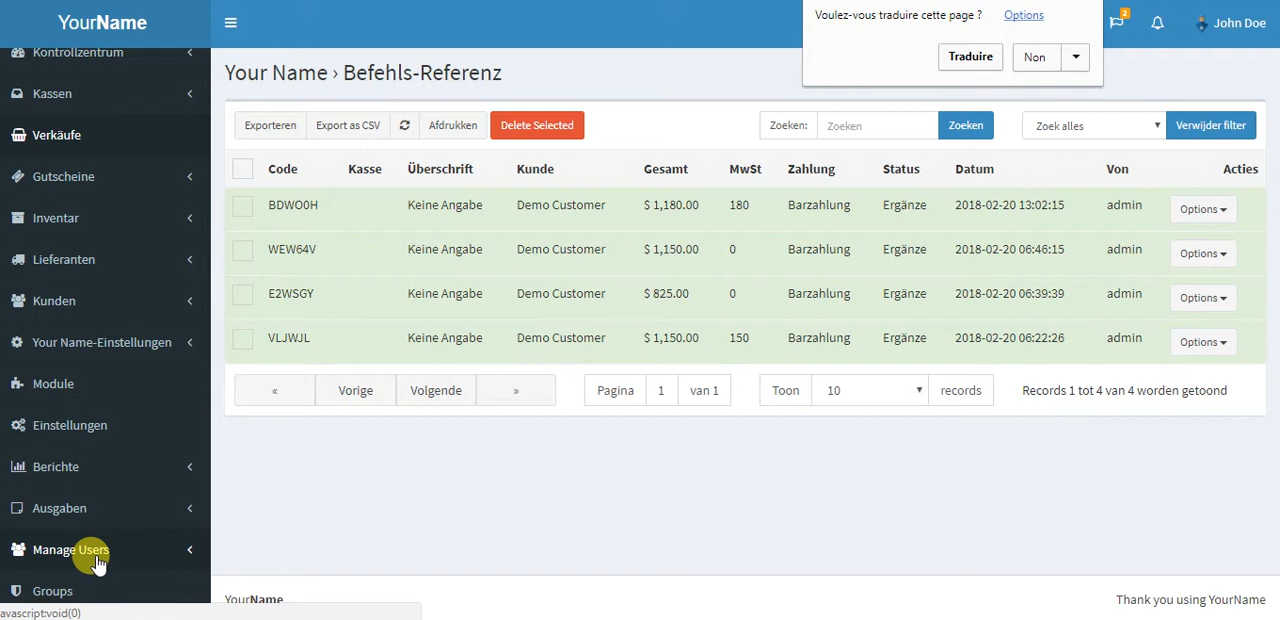 YourName
Voulez-vous traduire cette page ? Options
Traduire Non
2
John Doe
Kontrollzentrum
Kassen
Verkäufe
Gutscheine
Inventar
Lieferanten
Kunden
Your Name-Einstellungen
Module
Einstellungen
Berichte
Ausgaben
Manage Users
Groups
avascript:void(0)
Your Name › Befehls-Referenz
Exporteren Export as CSV Afdrukken Delete Selected Zoeken: Zoeken Zoeken Zoek alles Verwijder filter
Code Kasse Überschrift Kunde Gesamt MwSt Zahlung Status Datum Von Acties
BDWO0H Keine Angabe Demo Customer $ 1,180.00 180 Barzahlung Ergänze 2018-02-20 13:02:15 admin Options
WEW64V Keine Angabe Demo Customer $ 1,150.00 0 Barzahlung Ergänze 2018-02-20 06:46:15 admin Options
E2WSGY Keine Angabe Demo Customer $ 825.00 0 Barzahlung Ergänze 2018-02-20 06:39:39 admin Options
VLJWJL Keine Angabe Demo Customer $ 1,150.00 150 Barzahlung Ergänze 2018-02-20 06:22:26 admin Options
« Vorige Volgende » Pagina 1 van 1 Toon 10 records Records 1 tot 4 van 4 worden getoond
YourName Thank you using YourName